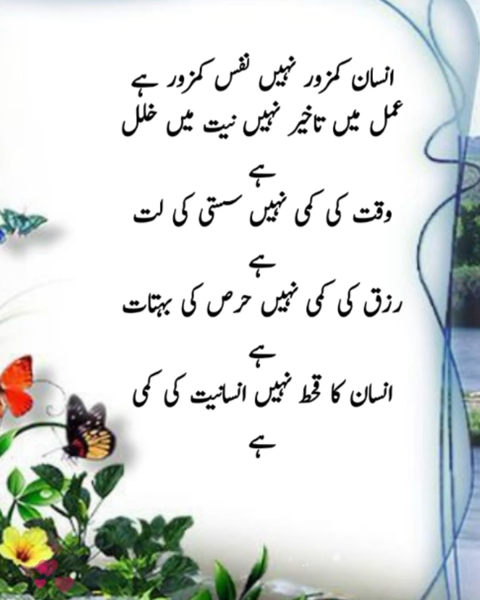 انسان کمزور نہیں نفس کمزور ہے
عمل میں تاخیر نہیں نیت میں خلل
ہے
وقت کی کمی نہیں سستی کی لت
ہے
رزق کی کمی نہیں حرص کی بہتات
ہے
انسان کا قحط نہیں انسانیت کی کمی
ہے